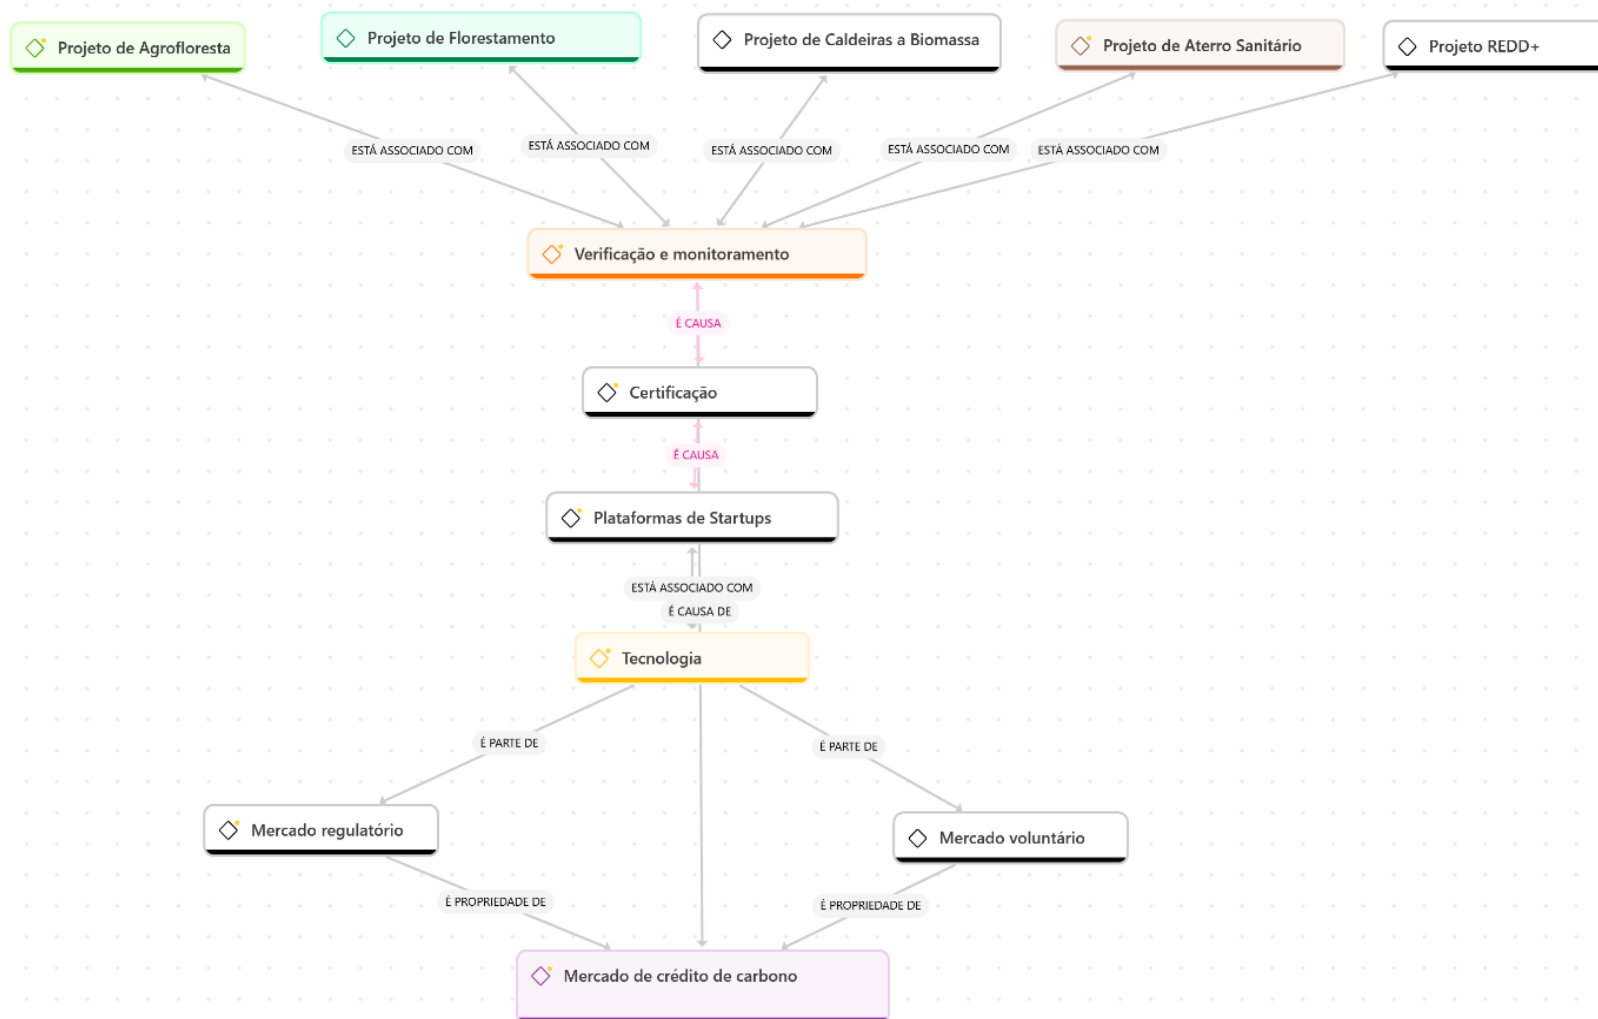 Projeto de Agrofloresta
Projeto de Florestamento
Projeto de Caldeiras a Biomassa
Projeto de Aterro Sanitário
Projeto REDD+
ESTÁ ASSOCIADO COM
ESTÁ ASSOCIADO COM
ESTÁ ASSOCIADO COM
ESTÁ ASSOCIADO COM
ESTÁ ASSOCIADO COM
Verificação e monitoramento
É CAUSA
Certificação
É CAUSA
Plataformas de Startups
ESTÁ ASSOCIADO COM
É CAUSA DE
Tecnologia
É PARTE DE
É PARTE DE
Mercado regulatório
Mercado voluntário
É PROPRIEDADE DE
É PROPRIEDADE DE
Mercado de crédito de carbono